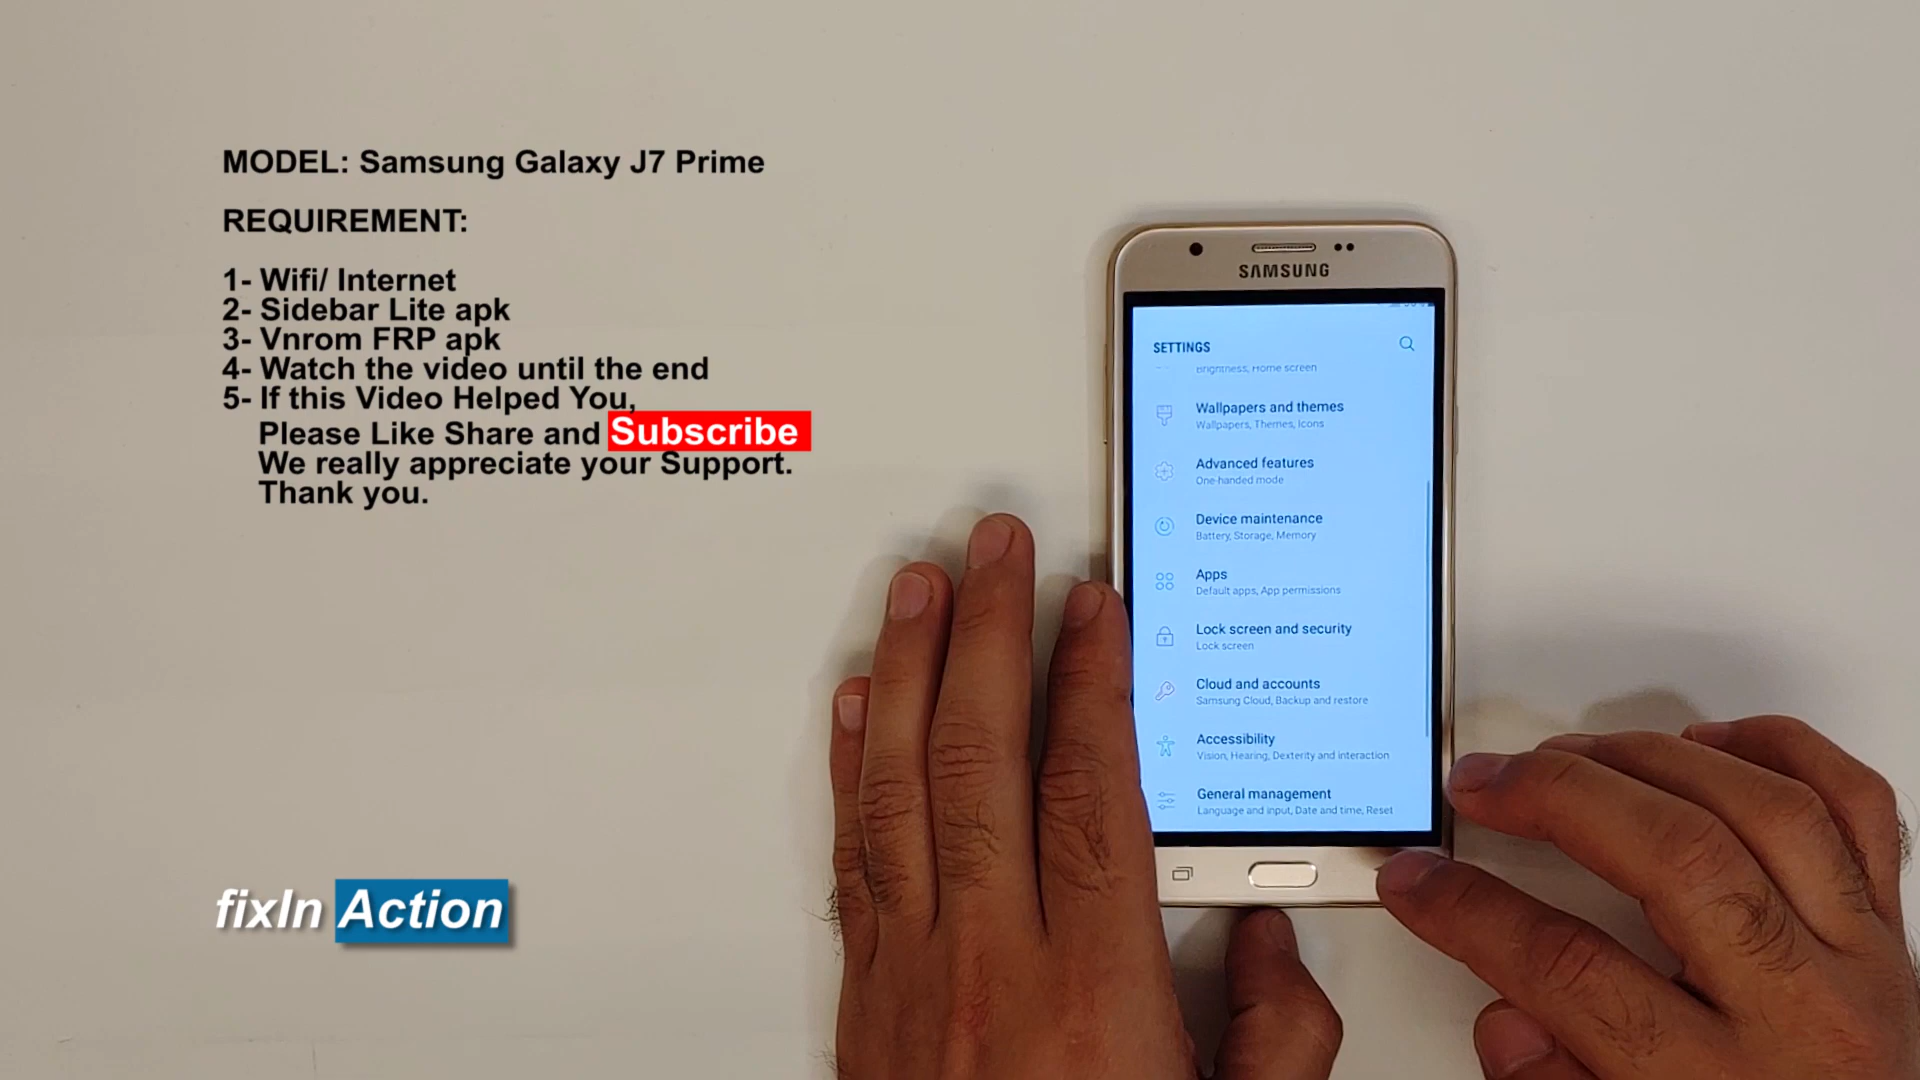 MODEL: Samsung Galaxy J7 Prime
REQUIREMENT:
1- Wifi/ Internet
2- Sidebar Lite apk
3- Vnrom FRP apk
4- Watch the video until the end
5- If this Video Helped You,
Please Like Share and Subscribe
We really appreciate your Support.
Thank you.
fixIn Action
SAMSUNG
SETTINGS
Brightness, Home screen
Wallpapers and themes
Wallpapers, Themes, Icons
Advanced features
One-handed mode
Device maintenance
Battery, Storage, Memory
Apps
Default apps, App permissions
Lock screen and security
Lock screen
Cloud and accounts
Samsung Cloud, Backup and restore
Accessibility
Vision, Hearing, Dexterity and interaction
General management
Language and input, Date and time, Reset